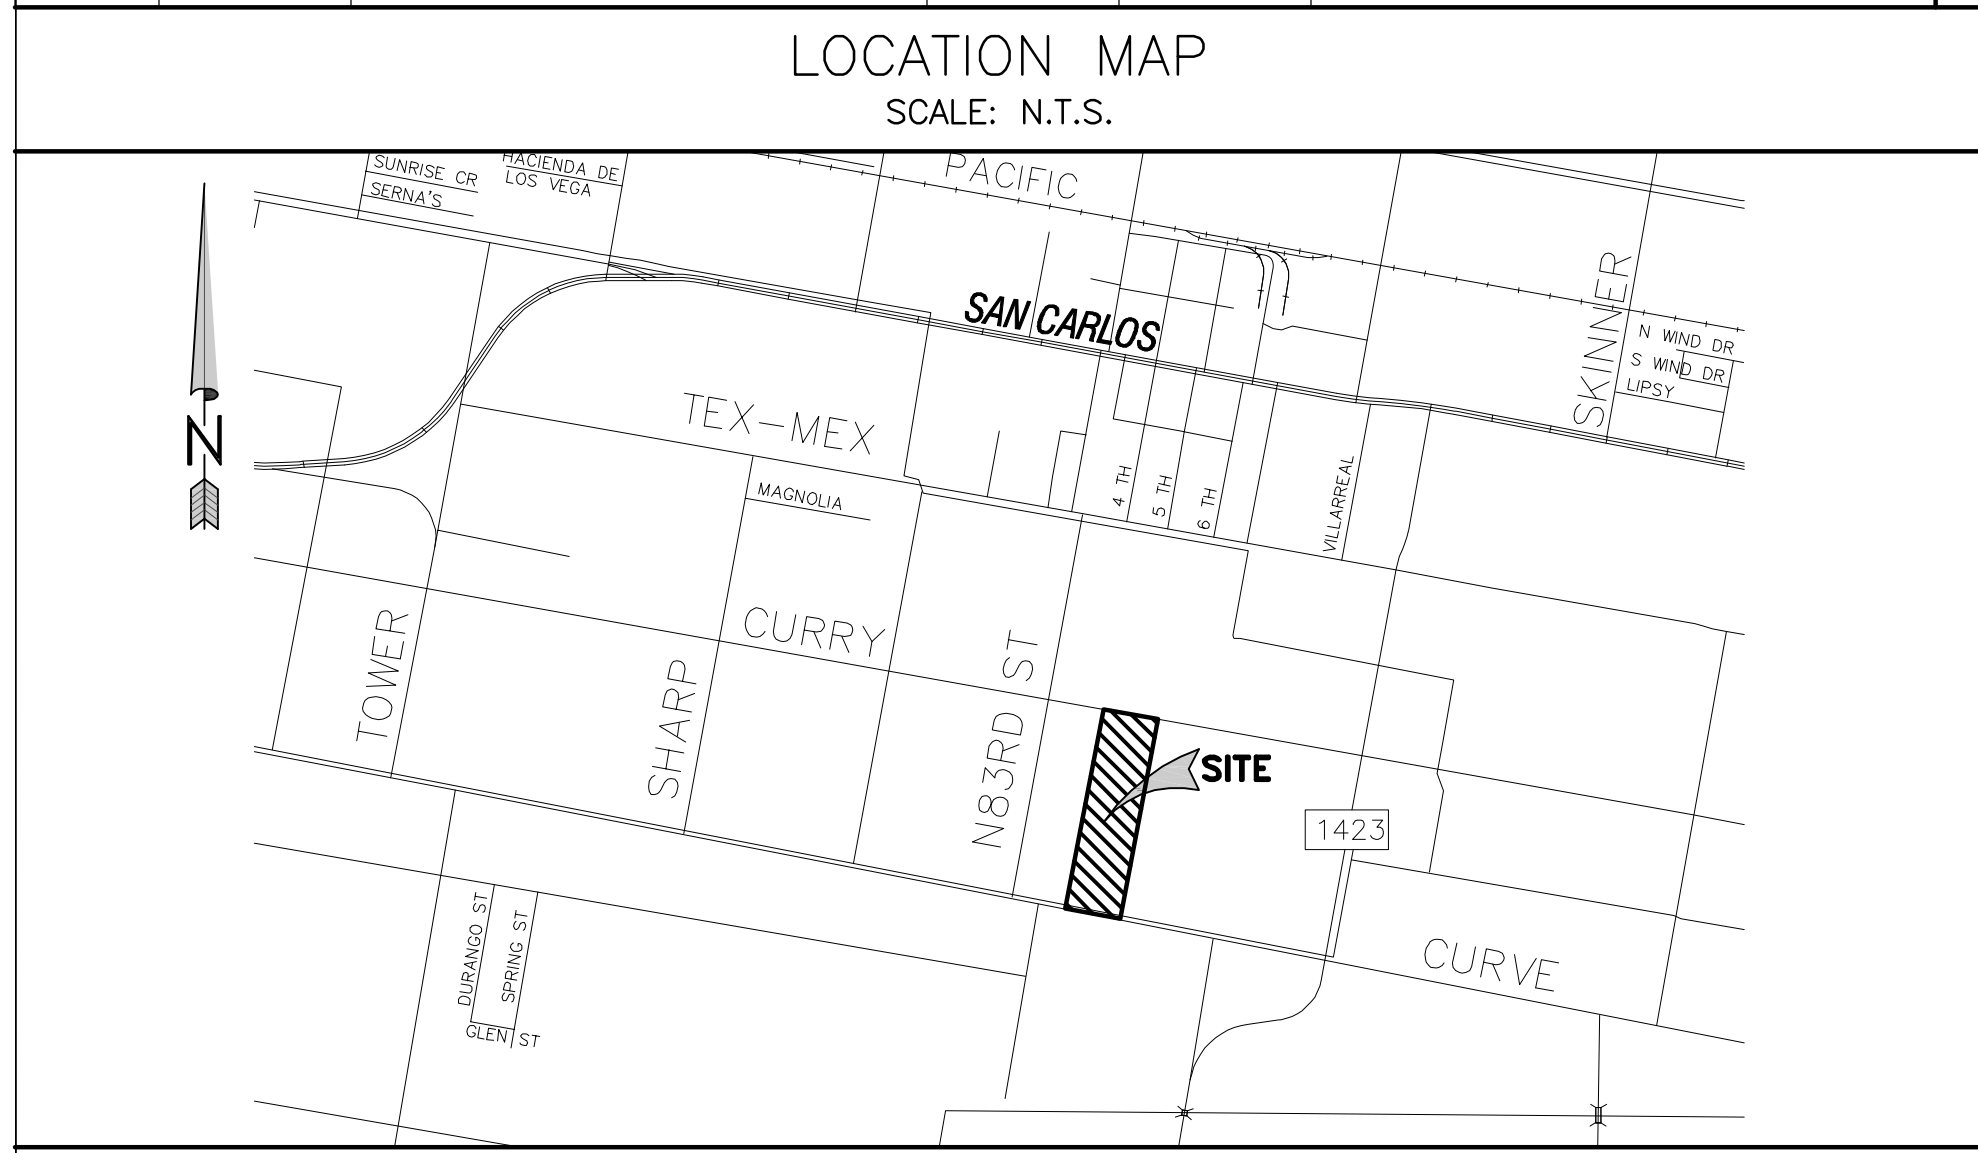 LOCATION MAP
SCALE: N.T.S.
SUNRISE CR
SERNA'S
HACIENDA DE
LOS VEGA
PACIFIC
SAN CARLOS
SKINNER
N WIND DR
S WIND DR
LIPSY
TEX-MEX
N
MAGNOLIA
4 TH
5 TH
6 TH
VILLARREAL
TOWER
SHARP
CURRY
N83RD ST
SITE
1423
DURANGO ST
SPRING ST
GLEN ST
CURVE